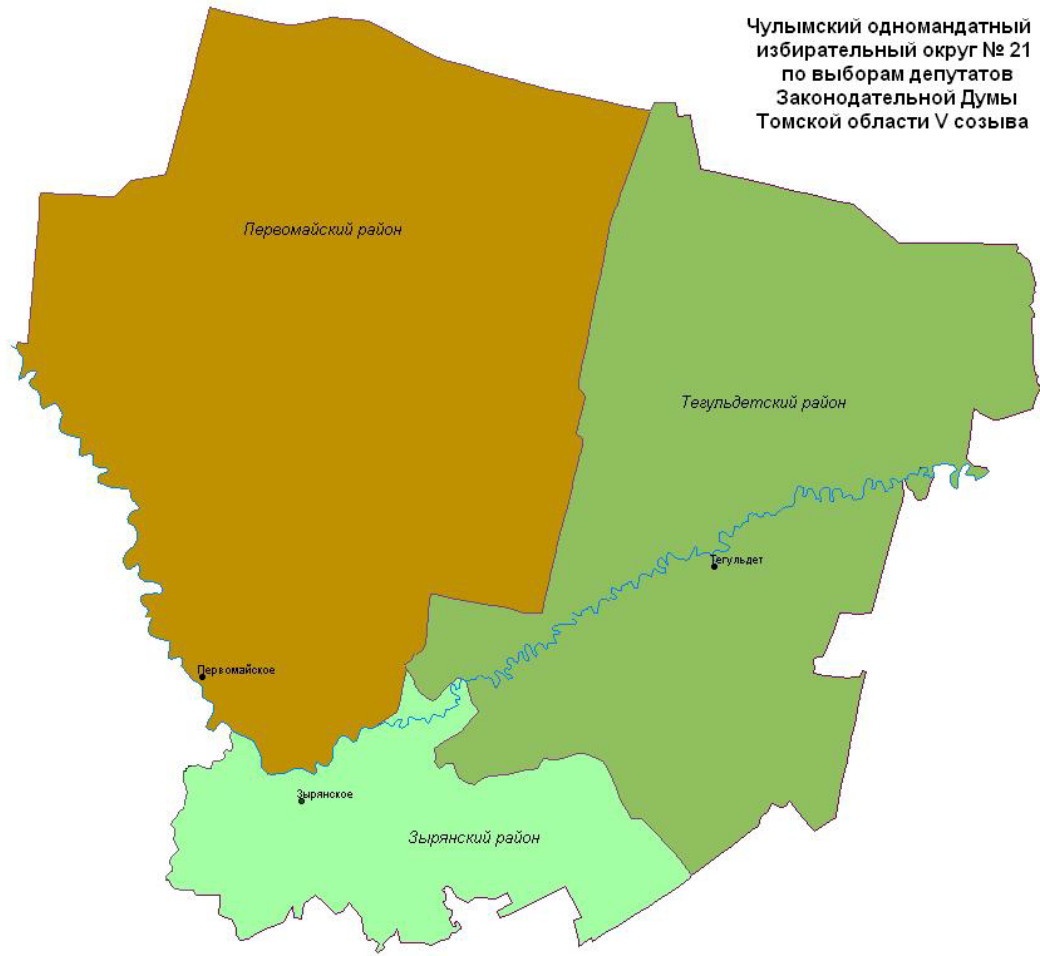 Чулымский одномандатный
избирательный округ № 21
по выборам депутатов
Законодательной Думы
Томской области V созыва
Первомайский район
Тегульдетский район
Тегульдет
Первомайское
Зырянское
Зырянский район